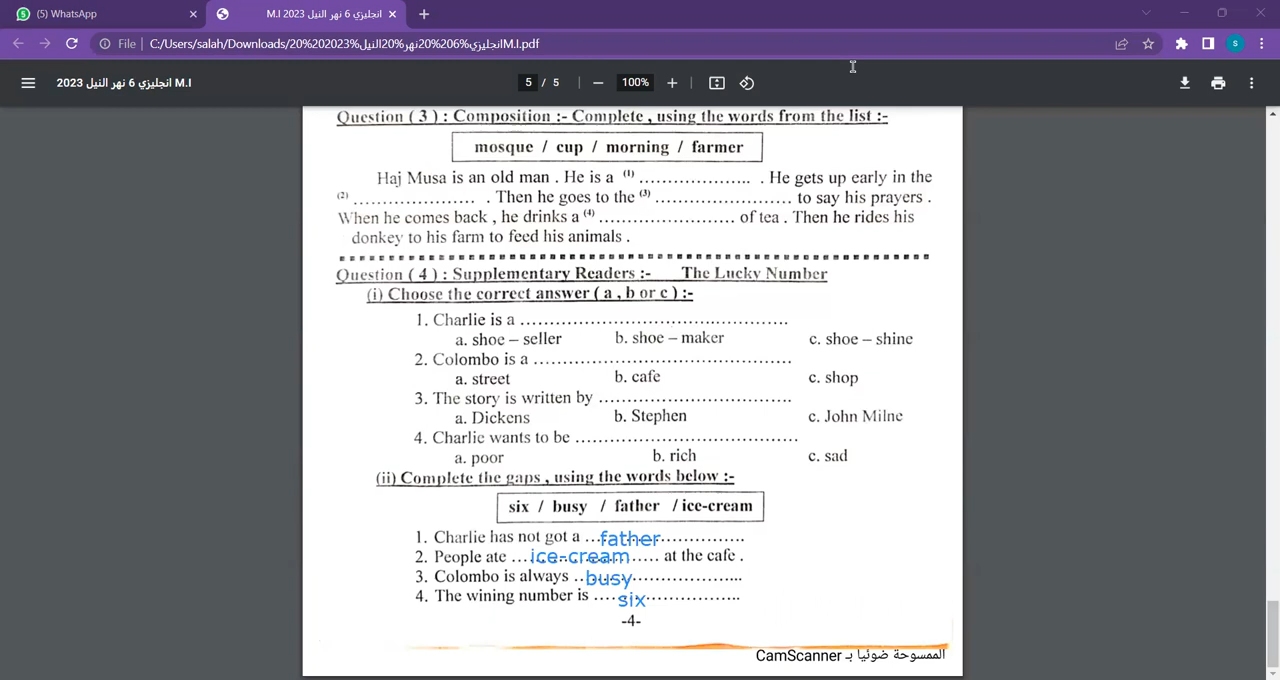 (5) WhatsApp
انجليزي 6 نهر النيل 2023 M.I
File C:/Users/salah/Downloads/20%202023%انجليزي%206%20نهر%20النيلM.I.pdf
انجليزي 6 نهر النيل 2023 M.I
5 / 5
100%
S
Question ( 3 ) : Composition :- Complete , using the words from the list :-
mosque / cup / morning / farmer
Haj Musa is an old man . He is a (1) ..................... . He gets up early in the
(2) ....................... . Then he goes to the (3) ......................... to say his prayers .
When he comes back , he drinks a (4) ......................... of tea . Then he rides his
donkey to his farm to feed his animals .
Question ( 4 ) : Supplementary Readers :- The Lucky Number
(i) Choose the correct answer ( a , b or c ) :-
1. Charlie is a ..................................................
a. shoe – seller b. shoe – maker c. shoe – shine
2. Colombo is a ................................................
a. street b. cafe c. shop
3. The story is written by ....................................
a. Dickens b. Stephen c. John Milne
4. Charlie wants to be .........................................
a. poor b. rich c. sad
(ii) Complete the gaps , using the words below :-
six / busy / father / ice-cream
1. Charlie has not got a ... father .................
2. People ate ... ice-cream ..... at the cafe .
3. Colombo is always .. busy ....................
4. The wining number is .... six ................
-4-
الممسوحة ضوئيا بـ CamScanner